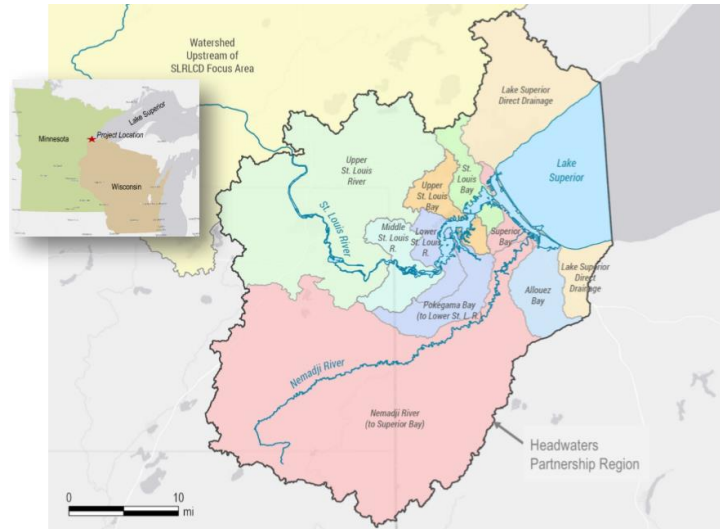 Watershed
Upstream of
SLRLCD Focus Area
Lake Superior
Direct Drainage
Minnesota
Lake Superior
Project Location
Wisconsin
Upper
St. Louis
River
St. Louis River
Upper
St. Louis
Bay
St.
Louis
Bay
Lake
Superior
Middle
St. Louis
R.
Lower
St. Louis
R.
Superior
Bay
Lake Superior
Direct
Drainage
Allouez
Bay
Pokegama Bay
(to Lower St. L. R.
Nemadji River
Nemadji River
(to Superior Bay)
Headwaters
Partnership Region
0 10
mi